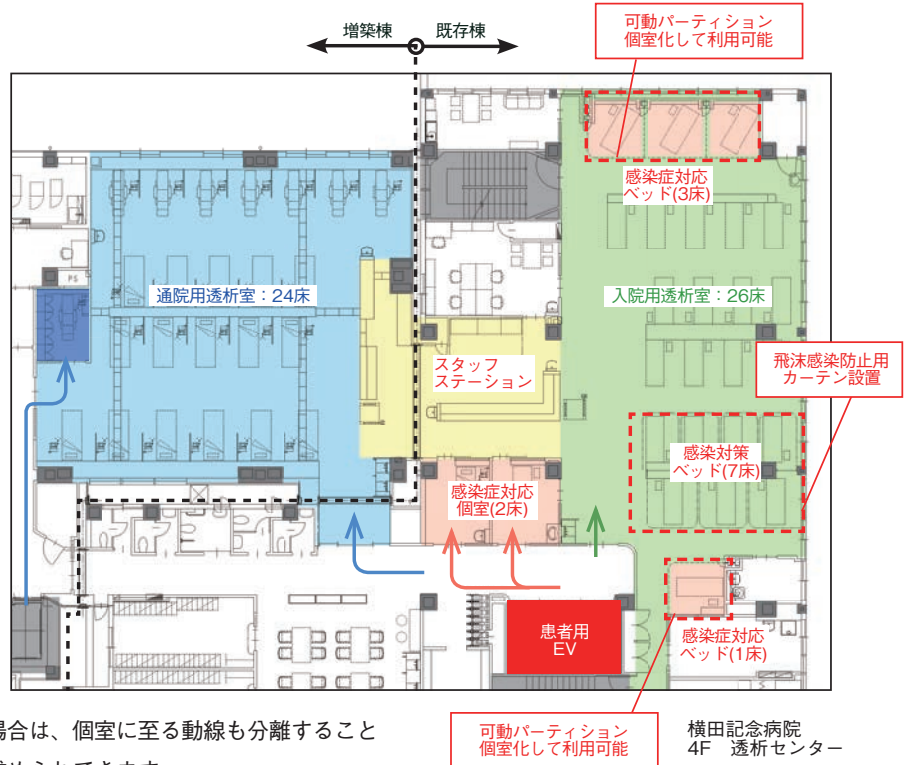 増築棟
既存棟
可動パーティション
個室化して利用可能
感染症対応
ベッド(3床)
PS
通院用透析室：24床
入院用透析室：26床
スタッフ
ステーション
飛沫感染防止用
カーテン設置
感染対策
ベッド(7床)
感染症対応
個室(2床)
患者用
EV
感染症対応
ベッド(1床)
可動パーティション
個室化して利用可能
横田記念病院
4F　透析センター
場合は、個室に至る動線も分離すること